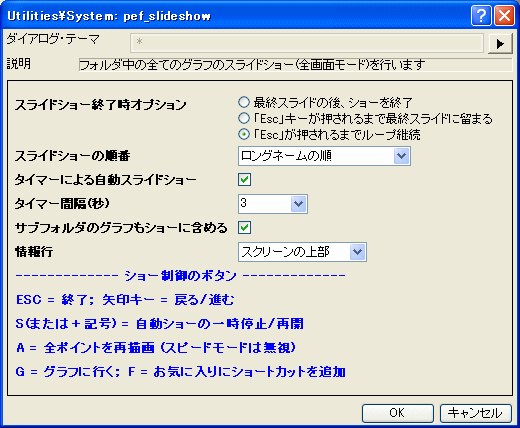 Utilities¥System: pef_slideshow
ダイアログ・テーマ *
説明 フォルダ中の全てのグラフのスライドショー(全画面モード)を行います
スライドショー終了時オプション
最終スライドの後、ショーを終了
「Esc」キーが押されるまで最終スライドに留まる
「Esc」が押されるまでループ継続
スライドショーの順番 ロングネームの順
タイマーによる自動スライドショー
タイマー間隔(秒) 3
サブフォルダのグラフもショーに含める
情報行 スクリーンの上部
------------- ショー制御のボタン -------------
ESC = 終了; 矢印キー = 戻る/進む
S(または+記号) = 自動ショーの一時停止/再開
A = 全ポイントを再描画 (スピードモードは無視)
G = グラフに行く; F = お気に入りにショートカットを追加
OK キャンセル